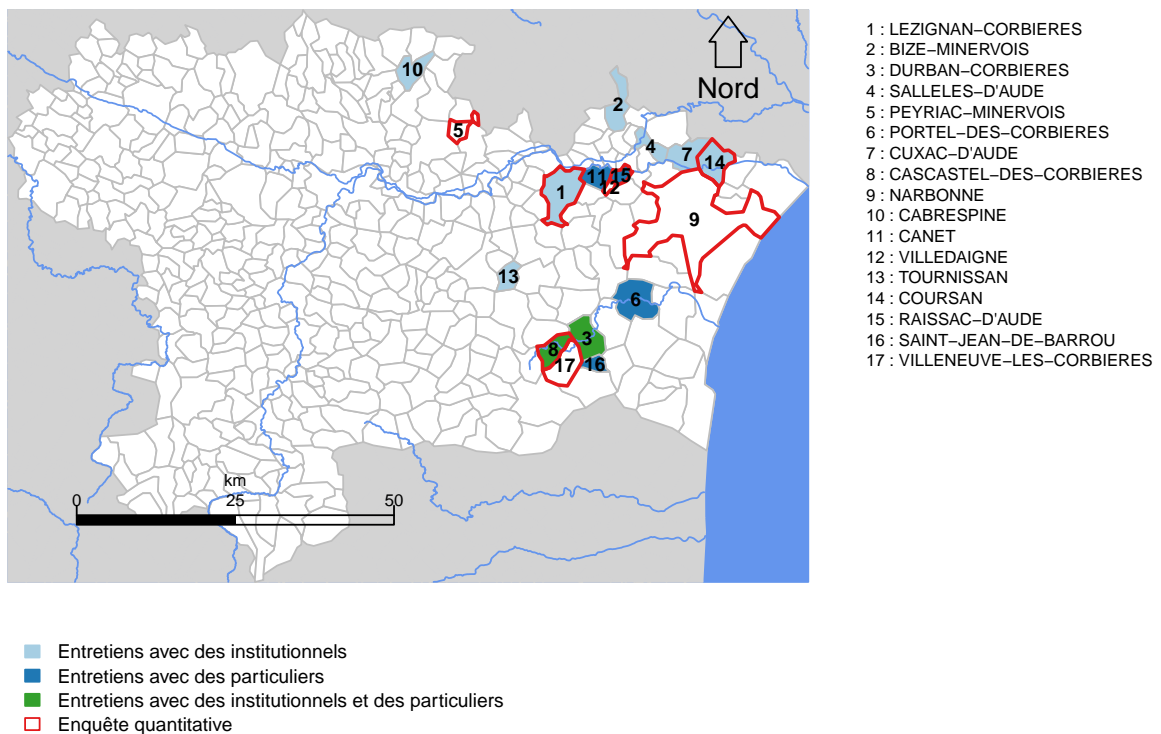 10
Nord
2
5
4
7
14
11
15
12
1
9
13
6
3
8
17
16
km
0
25
50
1 : LEZIGNAN−CORBIERES
2 : BIZE−MINERVOIS
3 : DURBAN−CORBIERES
4 : SALLELES−D'AUDE
5 : PEYRIAC−MINERVOIS
6 : PORTEL−DES−CORBIERES
7 : CUXAC−D'AUDE
8 : CASCASTEL−DES−CORBIERES
9 : NARBONNE
10 : CABRESPINE
11 : CANET
12 : VILLEDAIGNE
13 : TOURNISSAN
14 : COURSAN
15 : RAISSAC−D'AUDE
16 : SAINT−JEAN−DE−BARROU
17 : VILLENEUVE−LES−CORBIERES
Entretiens avec des institutionnels
Entretiens avec des particuliers
Entretiens avec des institutionnels et des particuliers
Enquête quantitative